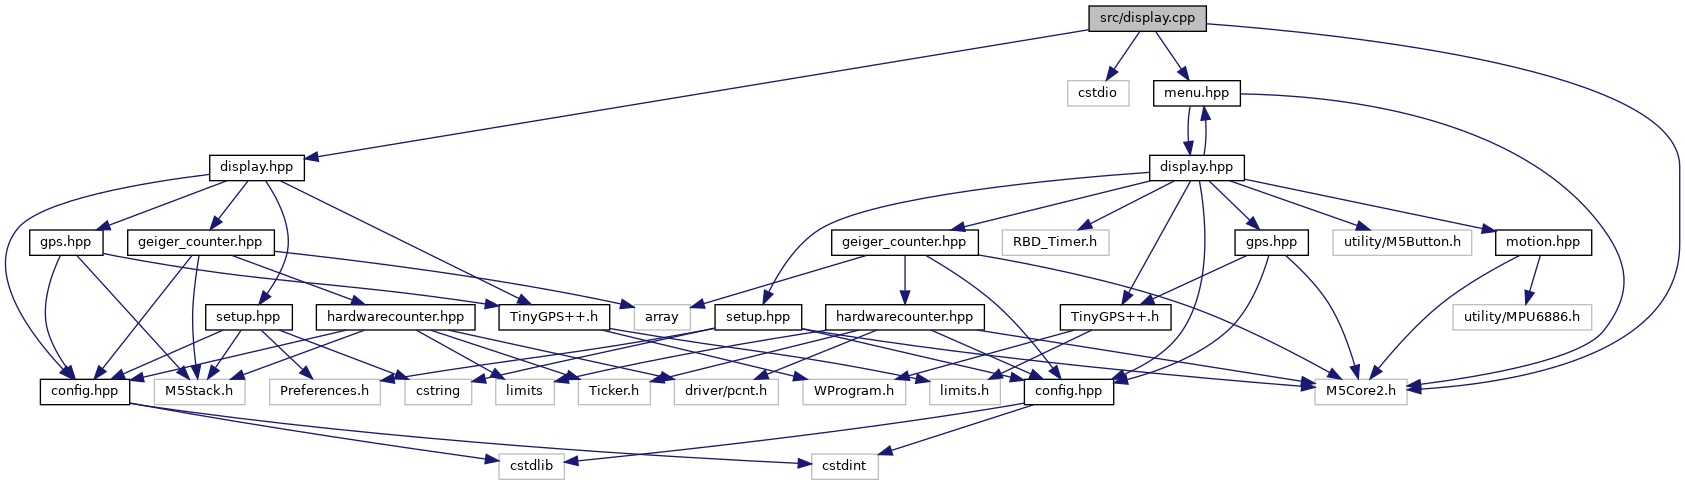 src/display.cpp
cstdio
menu.hpp
display.hpp
display.hpp
gps.hpp
geiger_counter.hpp
geiger_counter.hpp
RBD_Timer.h
gps.hpp
utility/M5Button.h
motion.hpp
setup.hpp
hardwarecounter.hpp
TinyGPS++.h
array
setup.hpp
hardwarecounter.hpp
TinyGPS++.h
utility/MPU6886.h
config.hpp
M5Stack.h
Preferences.h
cstring
limits
Ticker.h
driver/pcnt.h
WProgram.h
limits.h
config.hpp
M5Core2.h
cstdlib
cstdint